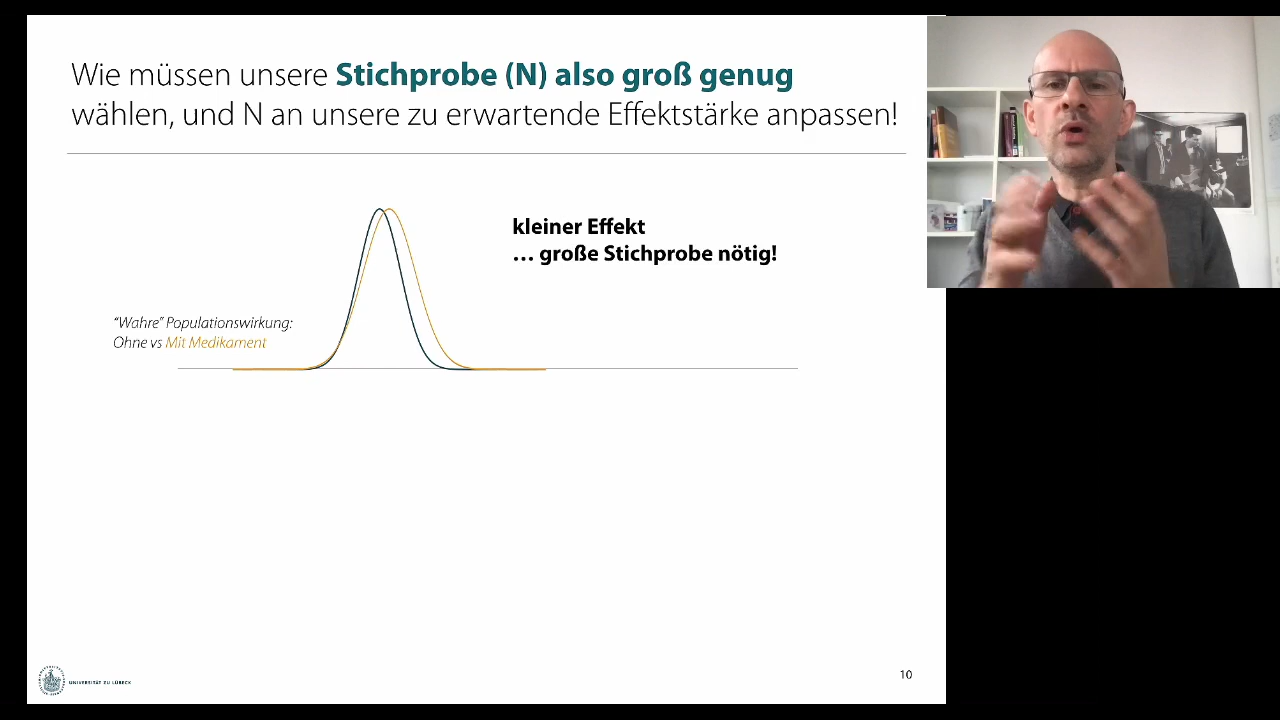 Wie müssen unsere Stichprobe (N) also groß genug
wählen, und N an unsere zu erwartende Effektstärke anpassen!
kleiner Effekt
… große Stichprobe nötig!
"Wahre" Populationswirkung:
Ohne vs Mit Medikament
UNIVERSITÄT ZU LÜBECK
10